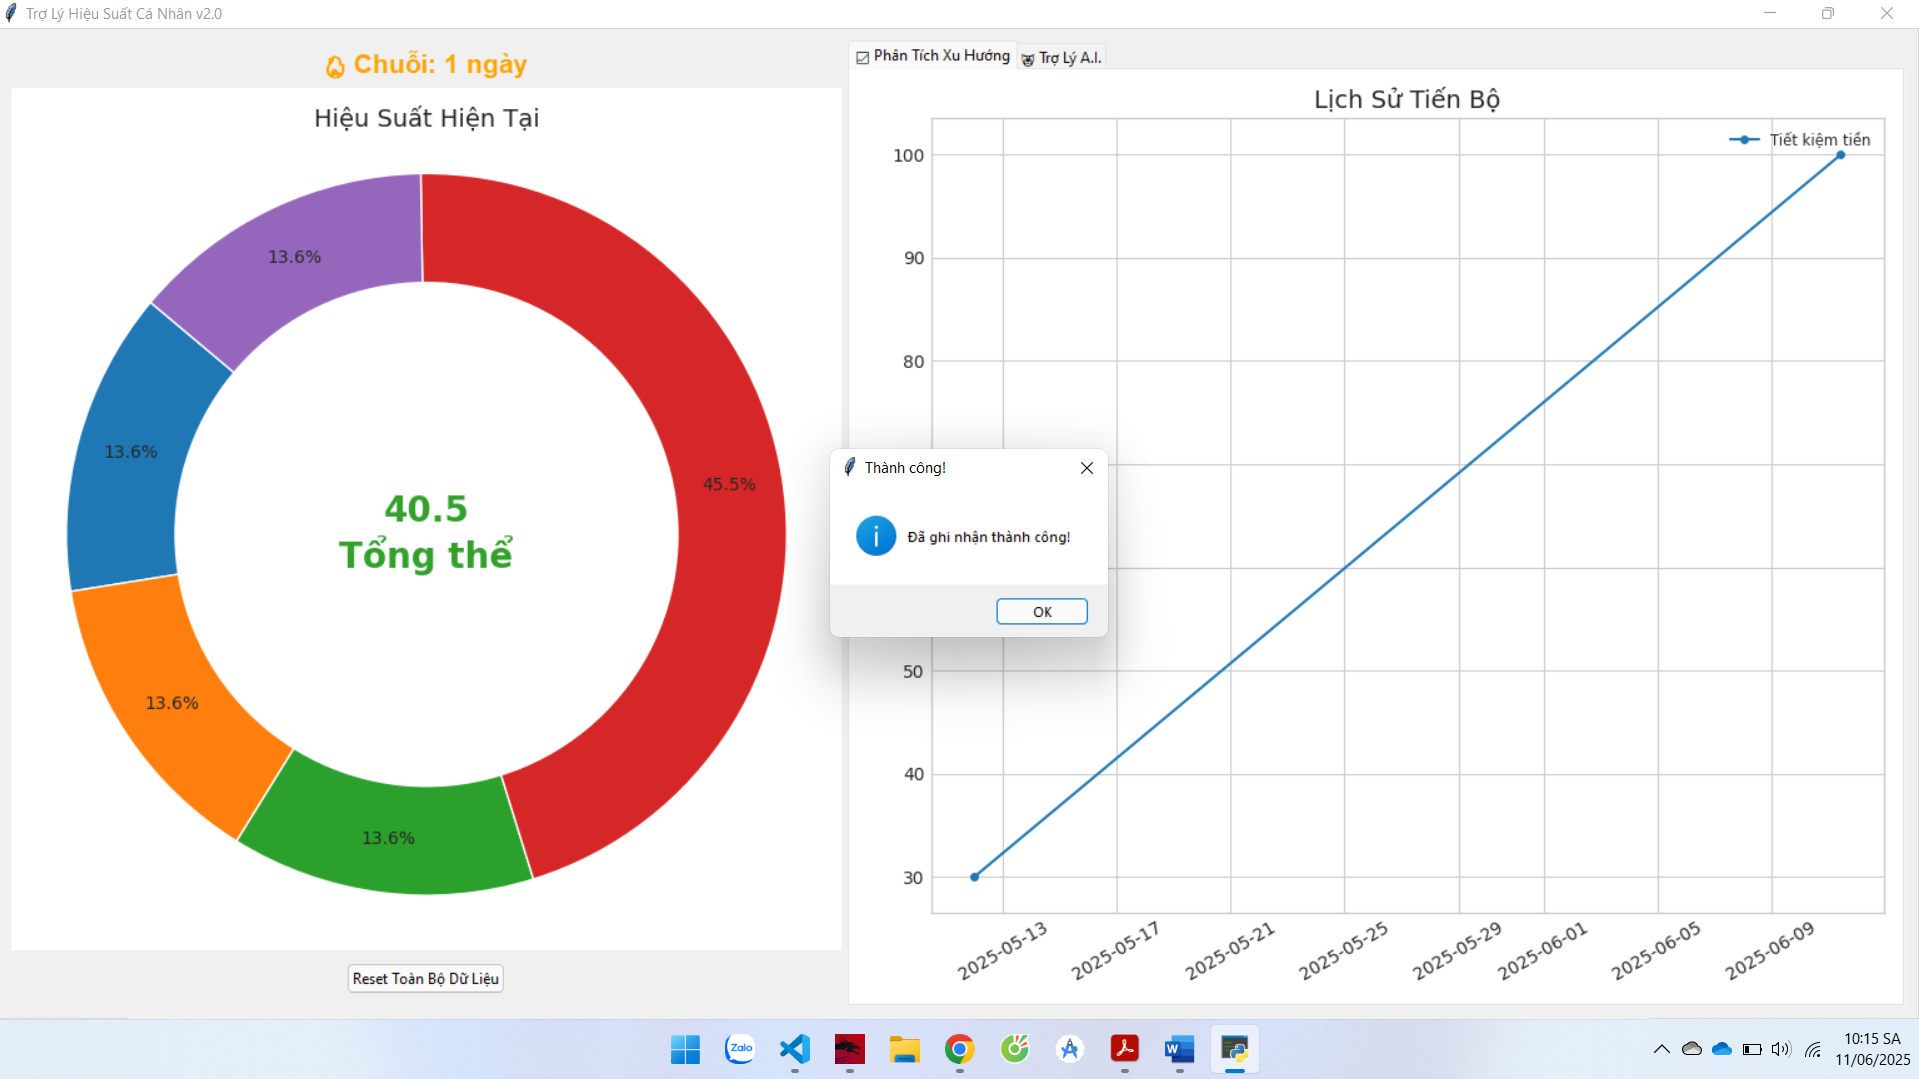 Trợ Lý Hiệu Suất Cá Nhân v2.0
Chuỗi: 1 ngày
Hiệu Suất Hiện Tại
13.6%
13.6%
45.5%
40.5
Tổng thể
13.6%
13.6%
Reset Toàn Bộ Dữ Liệu
Phân Tích Xu Hướng
Trợ Lý A.I.
Lịch Sử Tiến Bộ
Tiết kiệm tiền
100
90
80
50
40
30
2025-05-13
2025-05-17
2025-05-21
2025-05-25
2025-05-29
2025-06-01
2025-06-05
2025-06-09
Thành công!
Đã ghi nhận thành công!
OK
Zalo
W
10:15 SA
11/06/2025